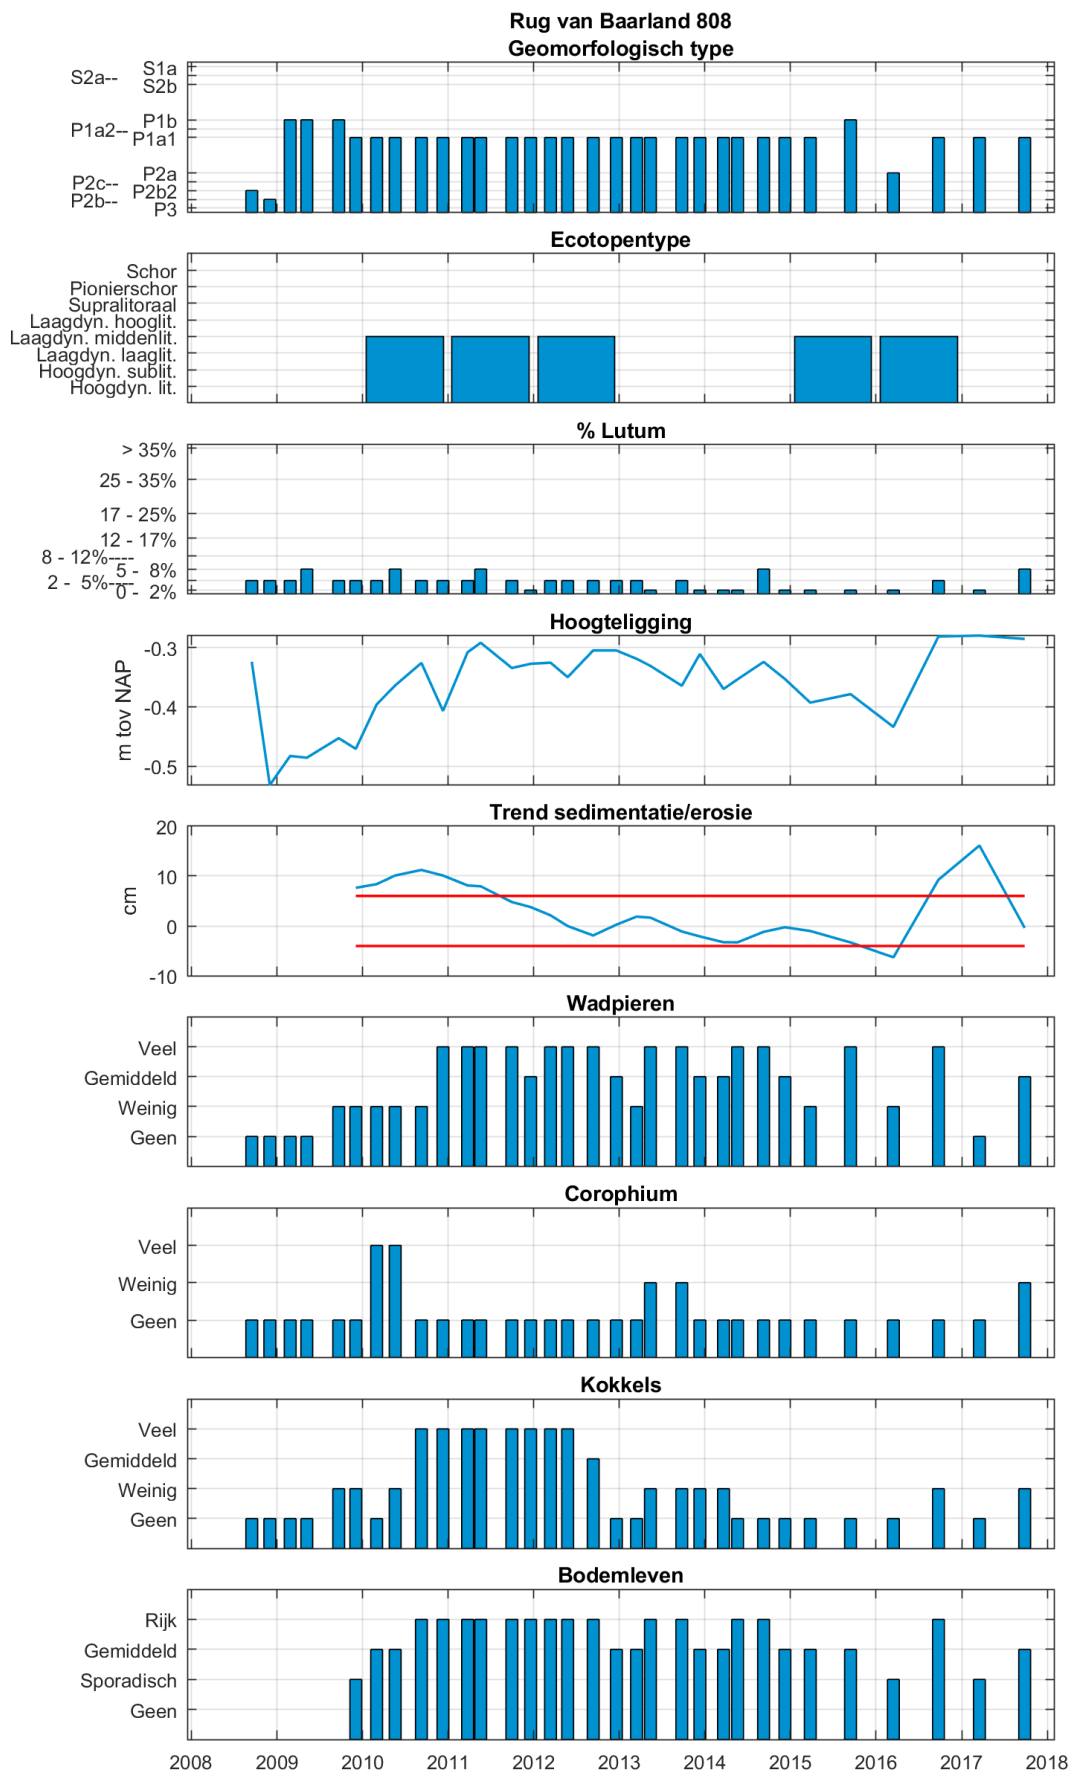 Rug van Baarland 808
Geomorfologisch type
S1a
S2a--
S2b
P1b
P1a2--
P1a1
P2a
P2c--
P2b2
P2b--
P3
Ecotopentype
Schor
Pionierschor
Supralitoraal
Laagdyn. hooglit.
Laagdyn. middenlit.
Laagdyn. laaglit.
Hoogdyn. sublit.
Hoogdyn. lit.
% Lutum
> 35%
25 - 35%
17 - 25%
12 - 17%
8 - 12%----
5 - 8%
2 - 5%----
0 - 2%
Hoogteligging
m tov NAP
-0.3
-0.4
-0.5
Trend sedimentatie/erosie
cm
20
10
0
-10
Wadpieren
Veel
Gemiddeld
Weinig
Geen
Corophium
Veel
Weinig
Geen
Kokkels
Veel
Gemiddeld
Weinig
Geen
Bodemleven
Rijk
Gemiddeld
Sporadisch
Geen
2008 2009 2010 2011 2012 2013 2014 2015 2016 2017 2018